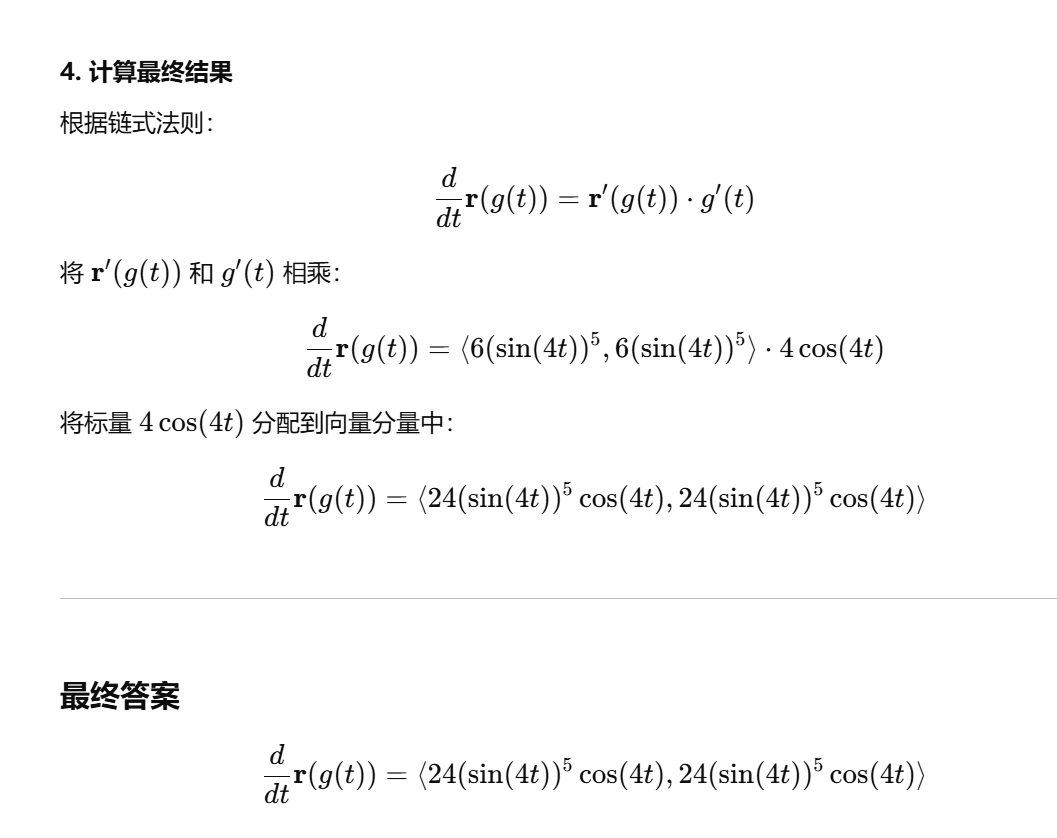 4. 计算最终结果
根据链式法则：
$\frac{d}{dt}\mathbf{r}(g(t)) = \mathbf{r}'(g(t)) \cdot g'(t)$
将 $\mathbf{r}'(g(t))$ 和 $g'(t)$ 相乘：
$\frac{d}{dt}\mathbf{r}(g(t)) = \langle 6(\sin(4t))^5, 6(\sin(4t))^5 \rangle \cdot 4\cos(4t)$
将标量 $4\cos(4t)$ 分配到向量分量中：
$\frac{d}{dt}\mathbf{r}(g(t)) = \langle 24(\sin(4t))^5 \cos(4t), 24(\sin(4t))^5 \cos(4t) \rangle$
最终答案
$\frac{d}{dt}\mathbf{r}(g(t)) = \langle 24(\sin(4t))^5 \cos(4t), 24(\sin(4t))^5 \cos(4t) \rangle$